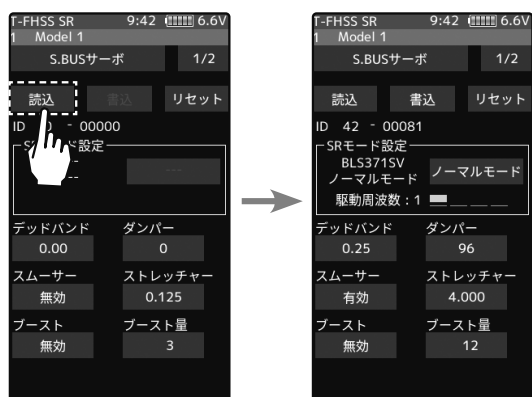 T-FHSS SR 9:42 6.6V
1 Model 1
S.BUSサーボ 1/2
読込 書込 リセット
ID 0 - 00000
SRモード設定
--
--
---
デッドバンド ダンパー
0.00 0
スムーサー ストレッチャー
無効 0.125
ブースト ブースト量
無効 3
T-FHSS SR 9:42 6.6V
1 Model 1
S.BUSサーボ 1/2
読込 書込 リセット
ID 42 - 00081
SRモード設定
BLS371SV
ノーマルモード ノーマルモード
駆動周波数：1
デッドバンド ダンパー
0.25 96
スムーサー ストレッチャー
有効 4.000
ブースト ブースト量
無効 12